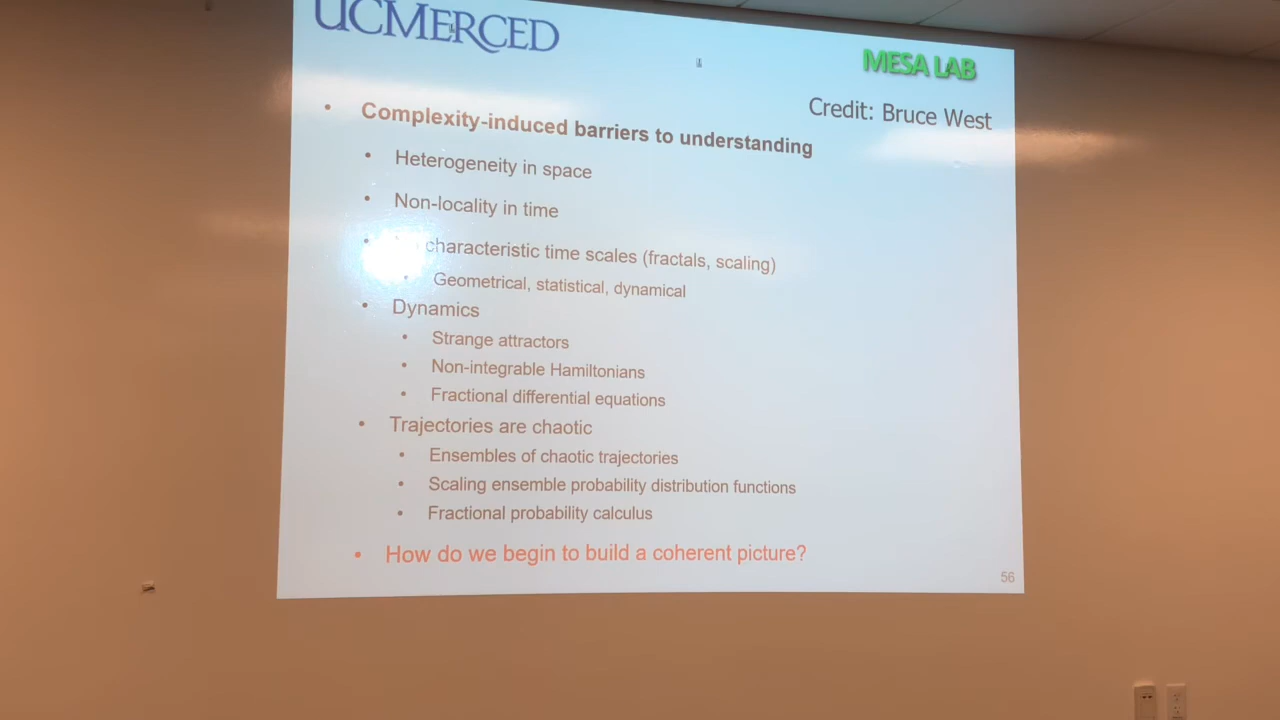 UCMERCED
MESA LAB
Credit: Bruce West
• Complexity-induced barriers to understanding
• Heterogeneity in space
• Non-locality in time
• characteristic time scales (fractals, scaling)
• Geometrical, statistical, dynamical
• Dynamics
• Strange attractors
• Non-integrable Hamiltonians
• Fractional differential equations
• Trajectories are chaotic
• Ensembles of chaotic trajectories
• Scaling ensemble probability distribution functions
• Fractional probability calculus
• How do we begin to build a coherent picture?
56